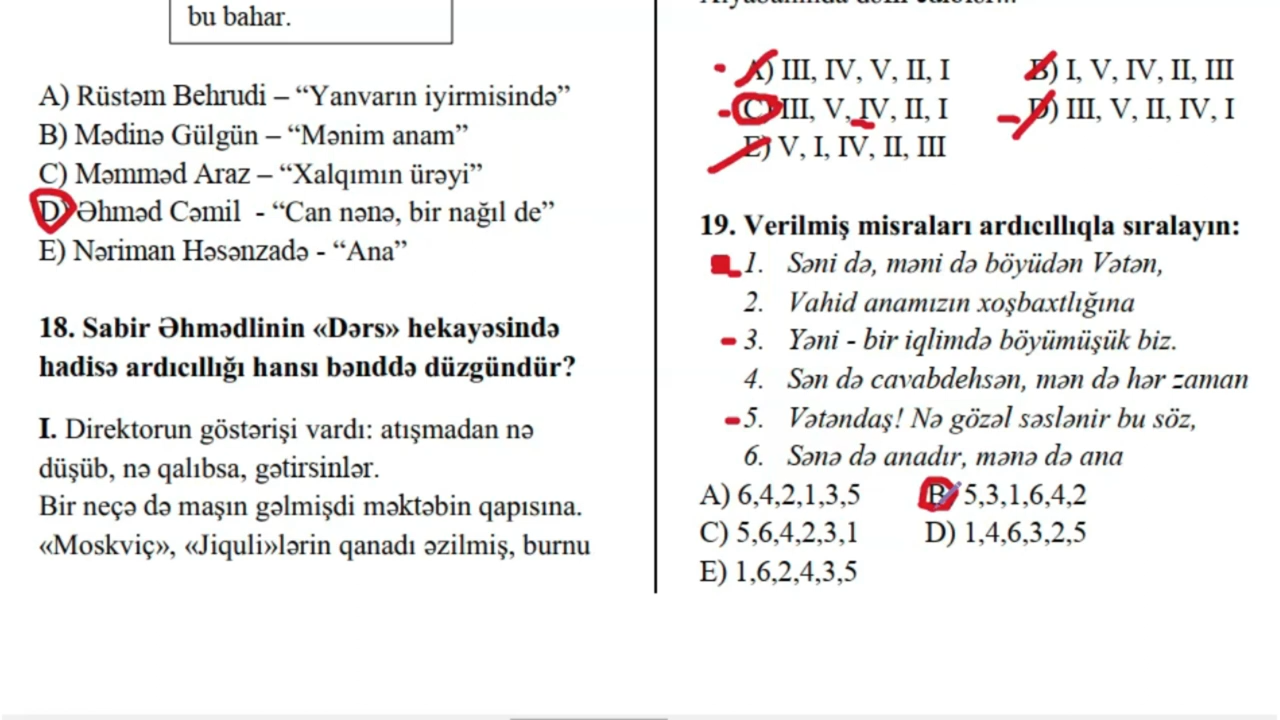 bu bahar.
A) Rüstəm Behrudi – “Yanvarın iyirmisində”
B) Mədinə Gülgün – “Mənim anam”
C) Məmməd Araz – “Xalqımın ürəyi”
D) Əhməd Cəmil - “Can nənə, bir nağıl de”
E) Nəriman Həsənzadə - “Ana”
18. Sabir Əhmədlinin «Dərs» hekayəsində
hadisə ardıcıllığı hansı bənddə düzgündür?
I. Direktorun göstərişi vardı: atışmadan nə
düşüb, nə qalıbsa, gətirsinlər.
Bir neçə də maşın gəlmişdi məktəbin qapısına.
«Moskviç», «Jiquli»lərin qanadı əzilmiş, burnu
A) III, IV, V, II, I B) I, V, IV, II, III
C) III, V, IV, II, I D) III, V, II, IV, I
E) V, I, IV, II, III
19. Verilmiş misraları ardıcıllıqla sıralayın:
1. Səni də, məni də böyüdən Vətən,
2. Vahid anamızın xoşbaxtlığına
3. Yəni - bir iqlimdə böyümüşük biz.
4. Sən də cavabdehsən, mən də hər zaman
5. Vətəndaş! Nə gözəl səslənir bu söz,
6. Sənə də anadır, mənə də ana
A) 6,4,2,1,3,5 B) 5,3,1,6,4,2
C) 5,6,4,2,3,1 D) 1,4,6,3,2,5
E) 1,6,2,4,3,5